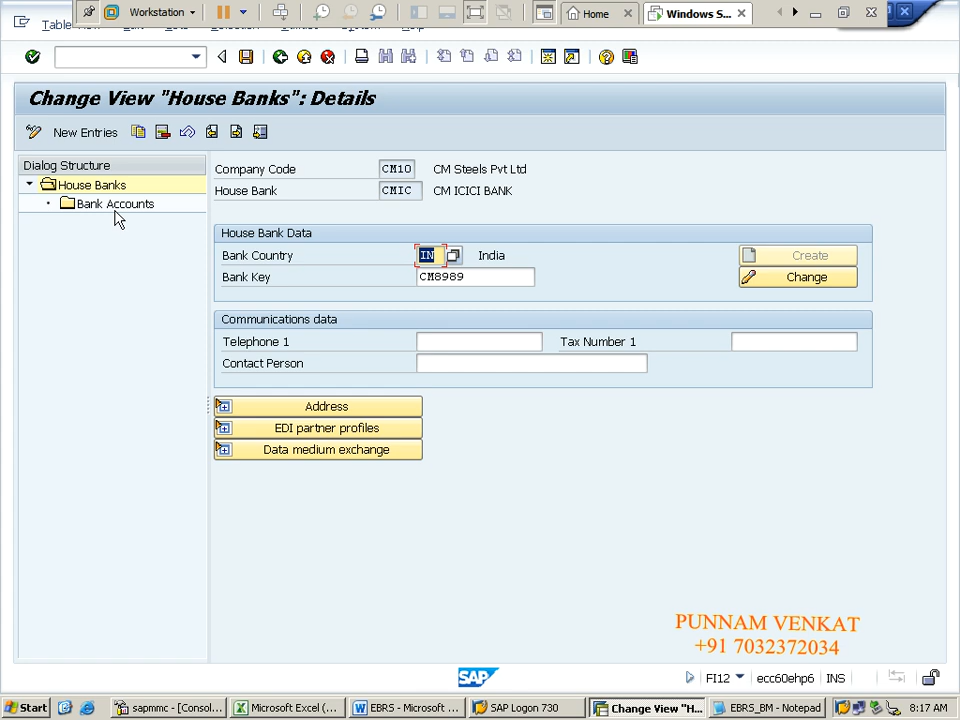 Workstation
Home
Windows S...
Change View "House Banks": Details
New Entries
Dialog Structure
House Banks
Bank Accounts
Company Code CM10 CM Steels Pvt Ltd
House Bank CMIC CM ICICI BANK
House Bank Data
Bank Country IN India
Create
Bank Key CM8989
Change
Communications data
Telephone 1
Tax Number 1
Contact Person
Address
EDI partner profiles
Data medium exchange
PUNNAM VENKAT
+91 7032372034
SAP
FI12 ecc60ehp6 INS
Start
sapmmc - [Consol...
Microsoft Excel (...
EBRS - Microsoft ...
SAP Logon 730
Change View "H...
EBRS_BM - Notepad
8:17 AM